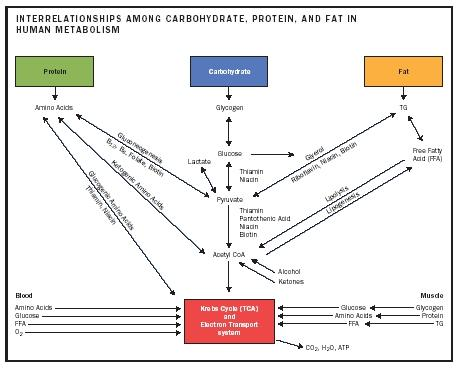 INTERRELATIONSHIPS AMONG CARBOHYDRATE, PROTEIN, AND FAT IN
HUMAN METABOLISM
Protein
Carbohydrate
Fat
Amino Acids
Glycogen
TG
Gluconeogenesis
B12, B6, Folate, Biotin
Glucose
Lactate
Glycerol
Riboflavin, Niacin, Biotin
Free Fatty
Acid (FFA)
Ketogenic Amino Acids
Thiamin
Niacin
Glucogenic Amino Acids
Thiamin, Niacin
Pyruvate
Lipolysis
Lipogenesis
Thiamin
Pantothenic Acid
Niacin
Biotin
Acetyl CoA
Alcohol
Ketones
Blood
Muscle
Amino Acids
Glucose
FFA
O2
Krebs Cycle (TCA)
and
Electron Transport
system
Glucose
Glycogen
Amino Acids
Protein
FFA
TG
CO2, H2O, ATP